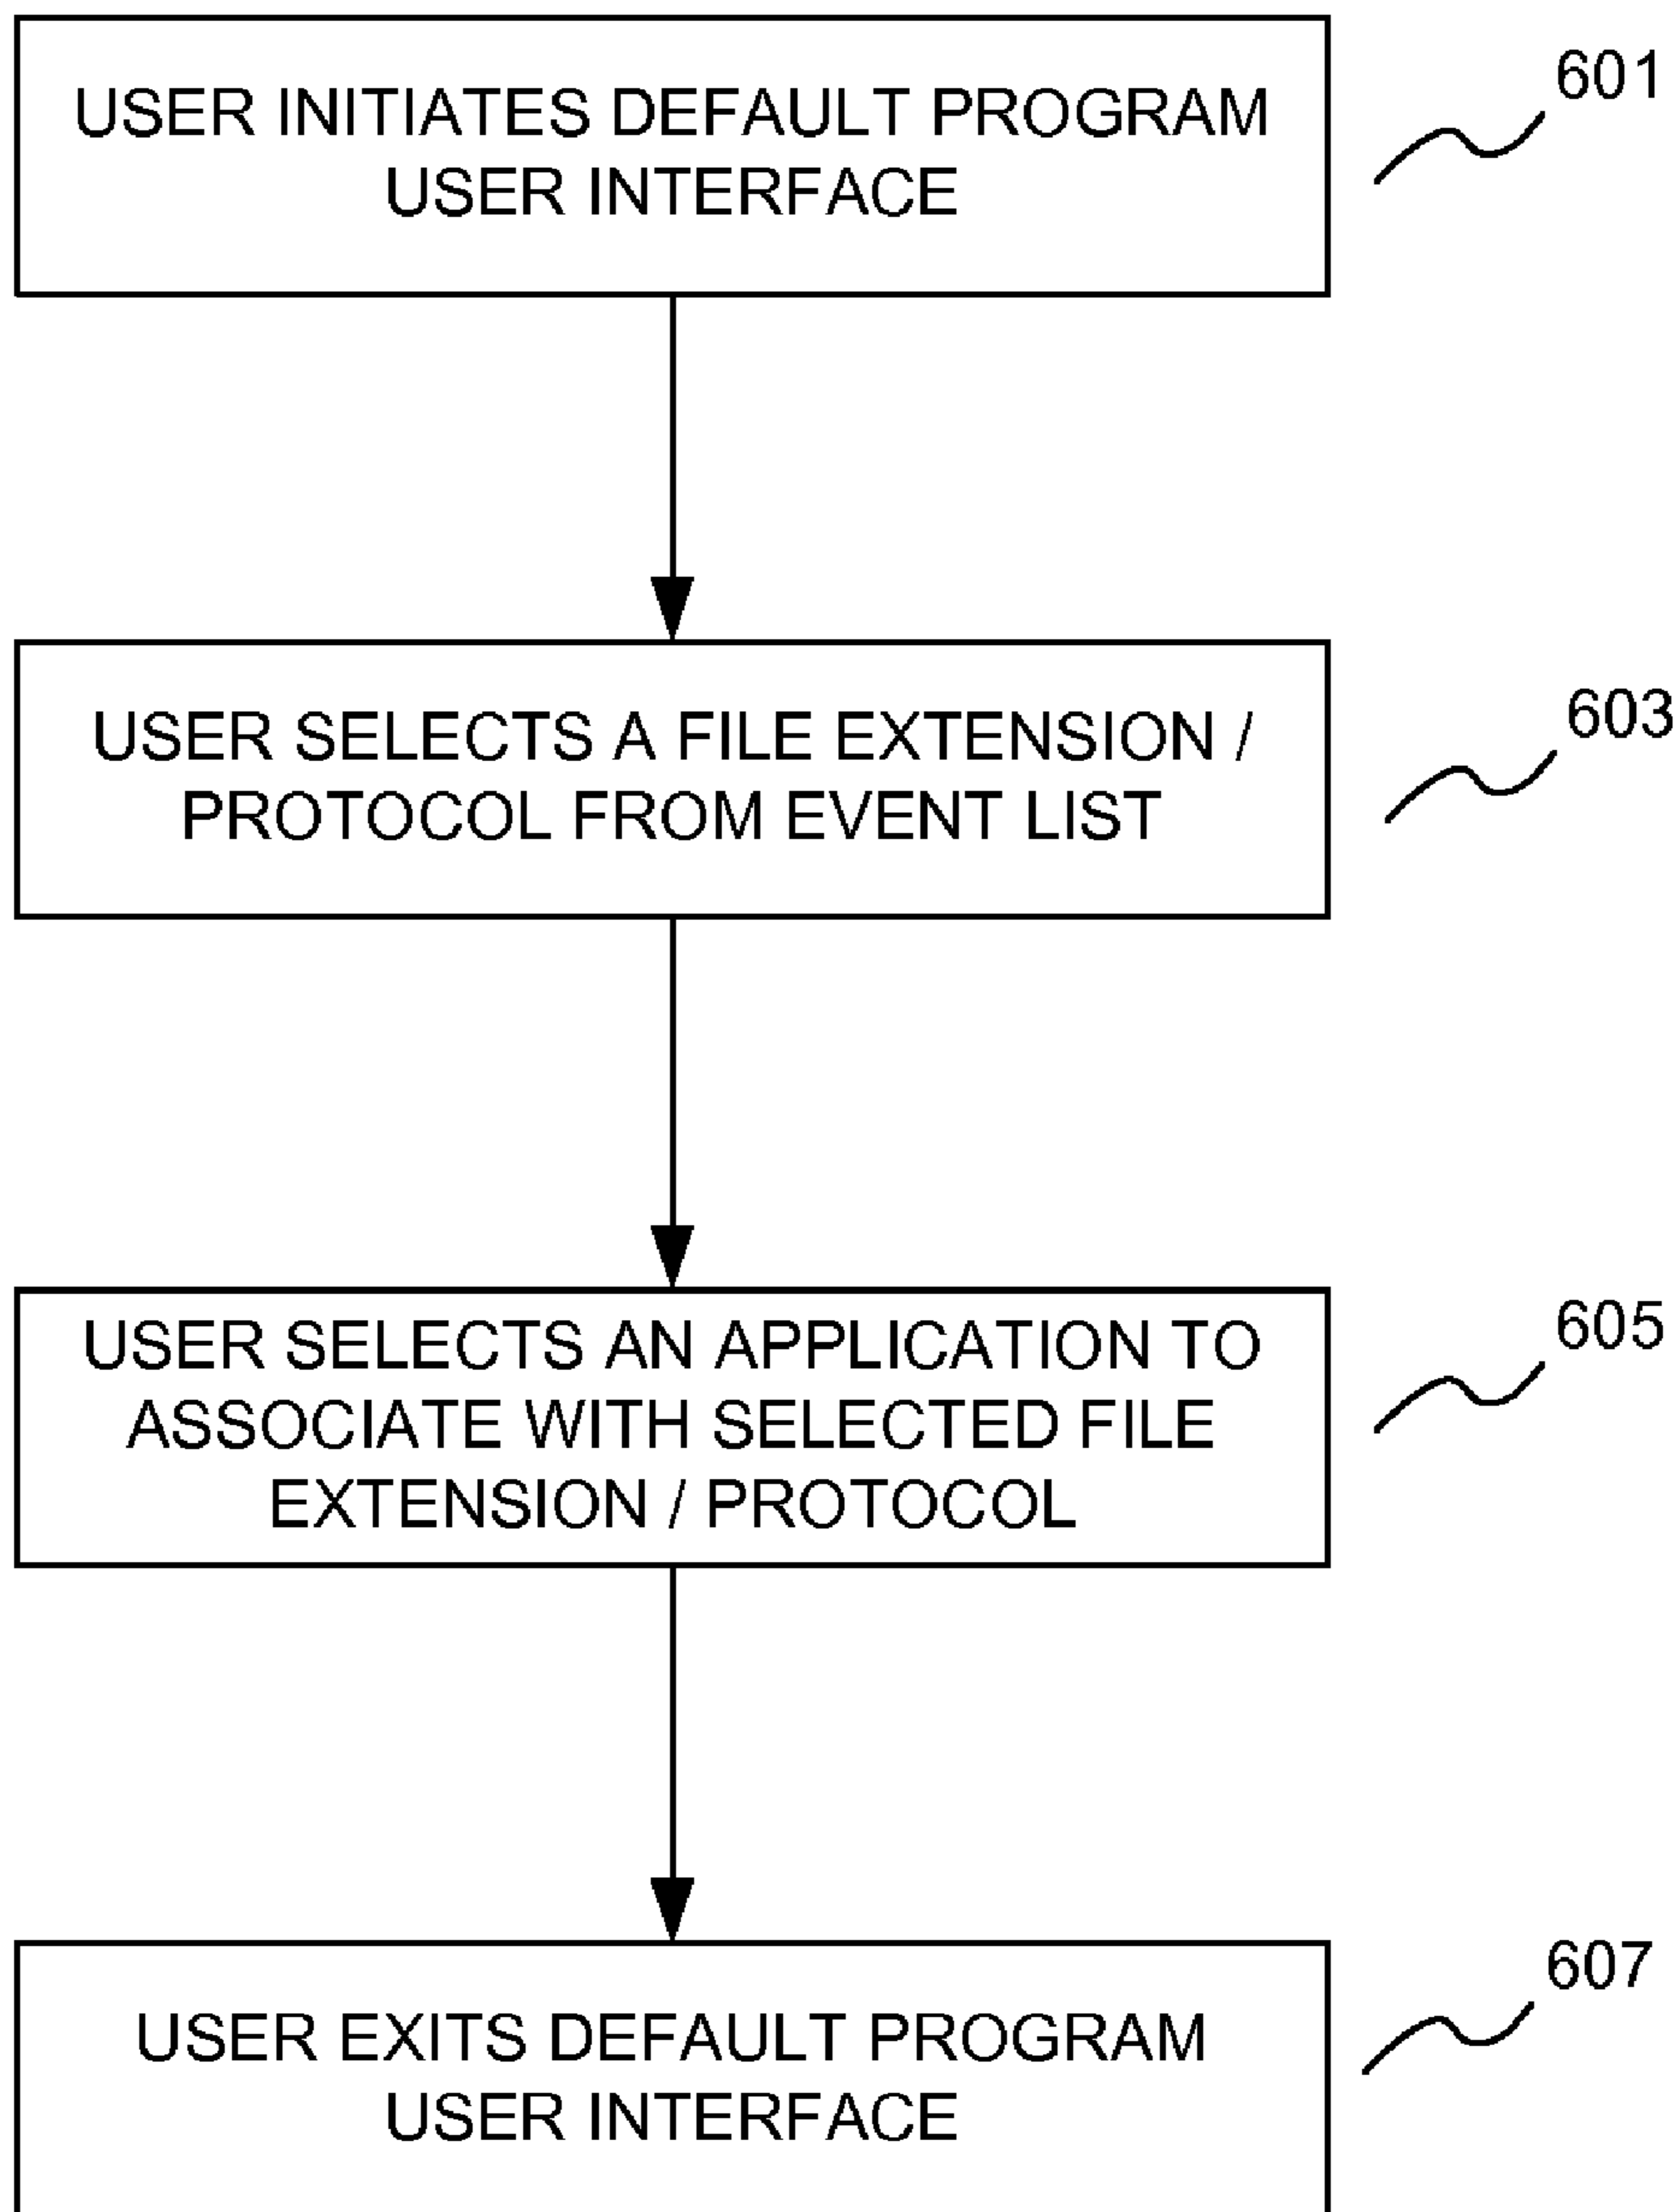 USER INITIATES DEFAULT PROGRAM
USER INTERFACE
601
USER SELECTS A FILE EXTENSION /
PROTOCOL FROM EVENT LIST
603
USER SELECTS AN APPLICATION TO
ASSOCIATE WITH SELECTED FILE
EXTENSION / PROTOCOL
605
USER EXITS DEFAULT PROGRAM
USER INTERFACE
607